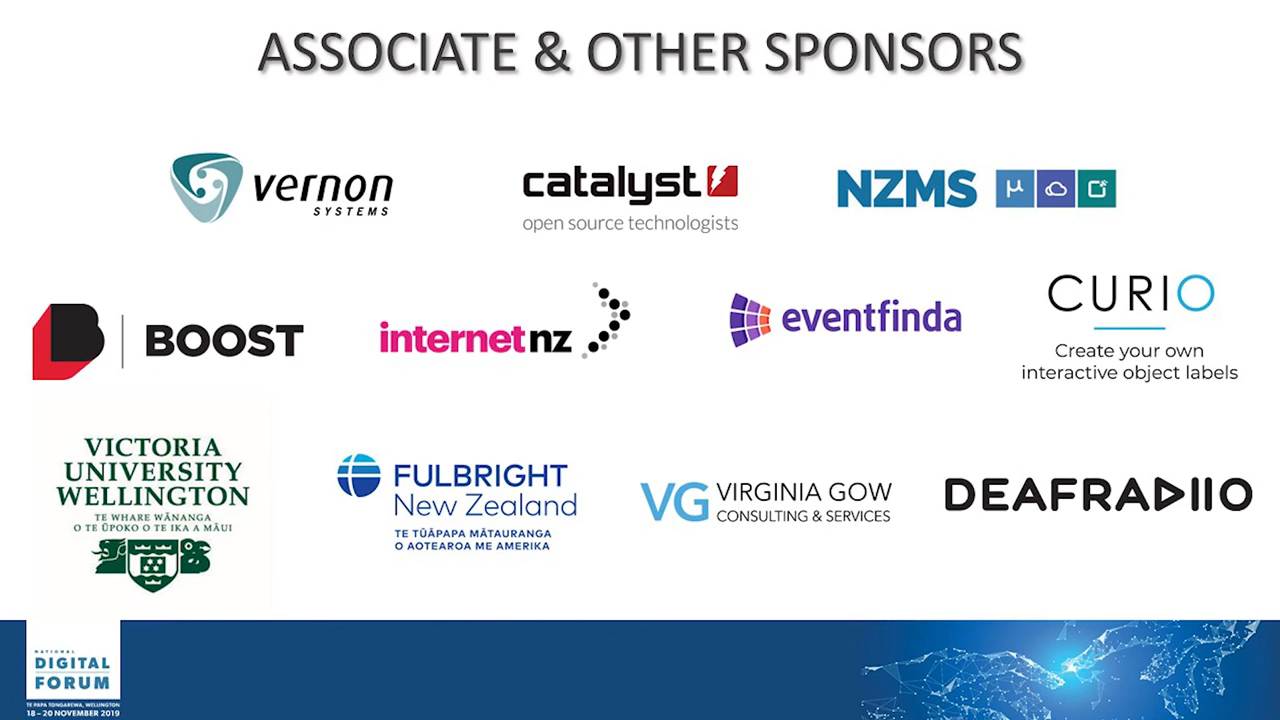 ASSOCIATE & OTHER SPONSORS
vernon
SYSTEMS
catalyst
open source technologists
NZMS
µ
BOOST
internetnz
eventfinda
CURIO
Create your own
interactive object labels
VICTORIA
UNIVERSITY
WELLINGTON
TE WHARE WĀNANGA
O TE ŪPOKO O TE IKA A MĀUI
FULBRIGHT
New Zealand
TE TŪĀPAPA MĀTAURANGA
O AOTEAROA ME AMERIKA
VG
VIRGINIA GOW
CONSULTING & SERVICES
DEAFRADIO
NATIONAL
DIGITAL
FORUM
TE PAPA TONGAREWA, WELLINGTON
18 – 20 NOVEMBER 2019